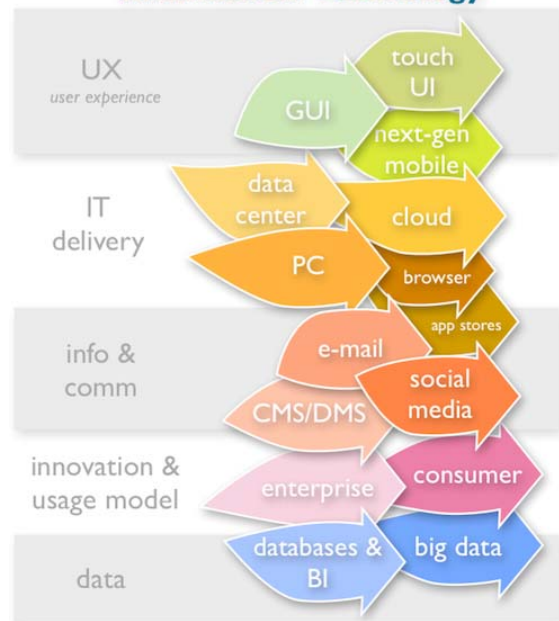 UX
user experience
touch
UI
GUI
next-gen
mobile
IT
delivery
data
center
cloud
PC
browser
app stores
info &
comm
e-mail
social
media
CMS/DMS
innovation &
usage model
consumer
enterprise
data
databases &
BI
big data